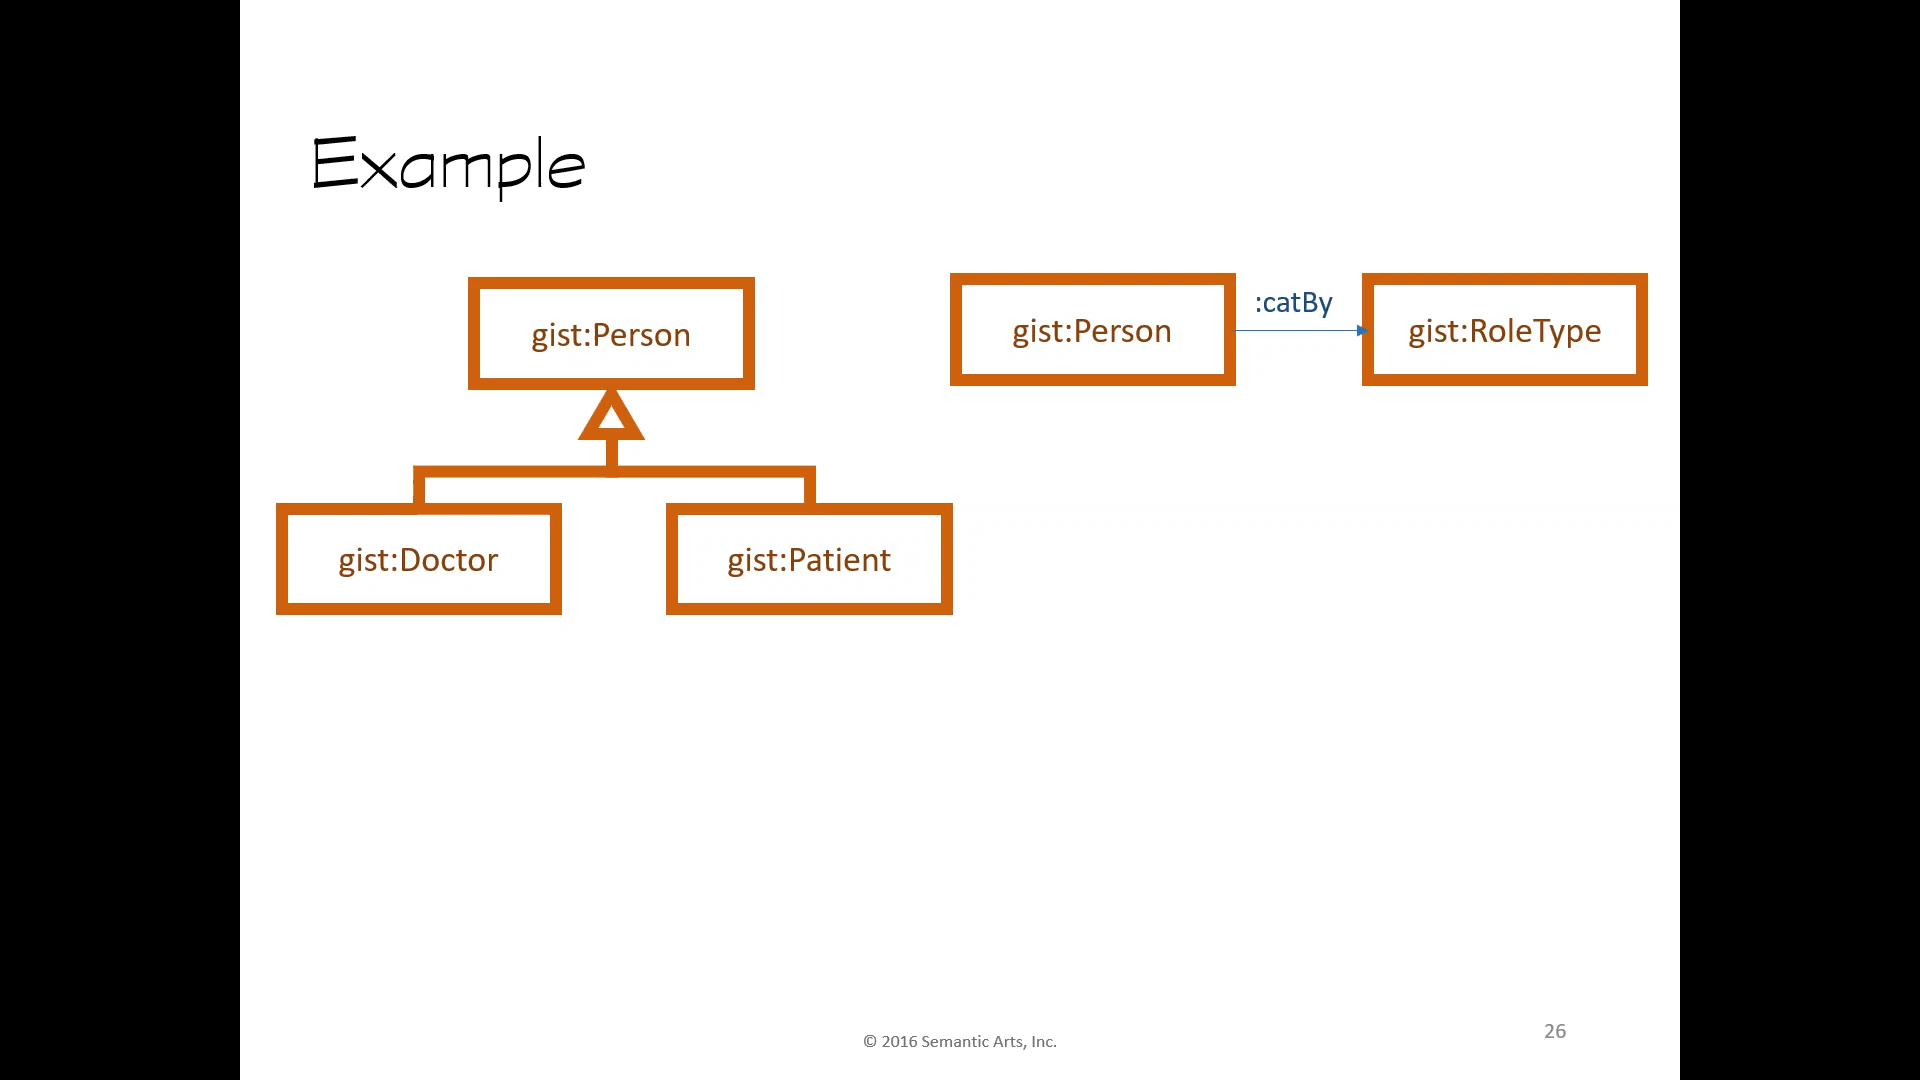 Example
gist:Person
gist:Doctor
gist:Patient
gist:Person
:catBy
gist:RoleType
© 2016 Semantic Arts, Inc.
26